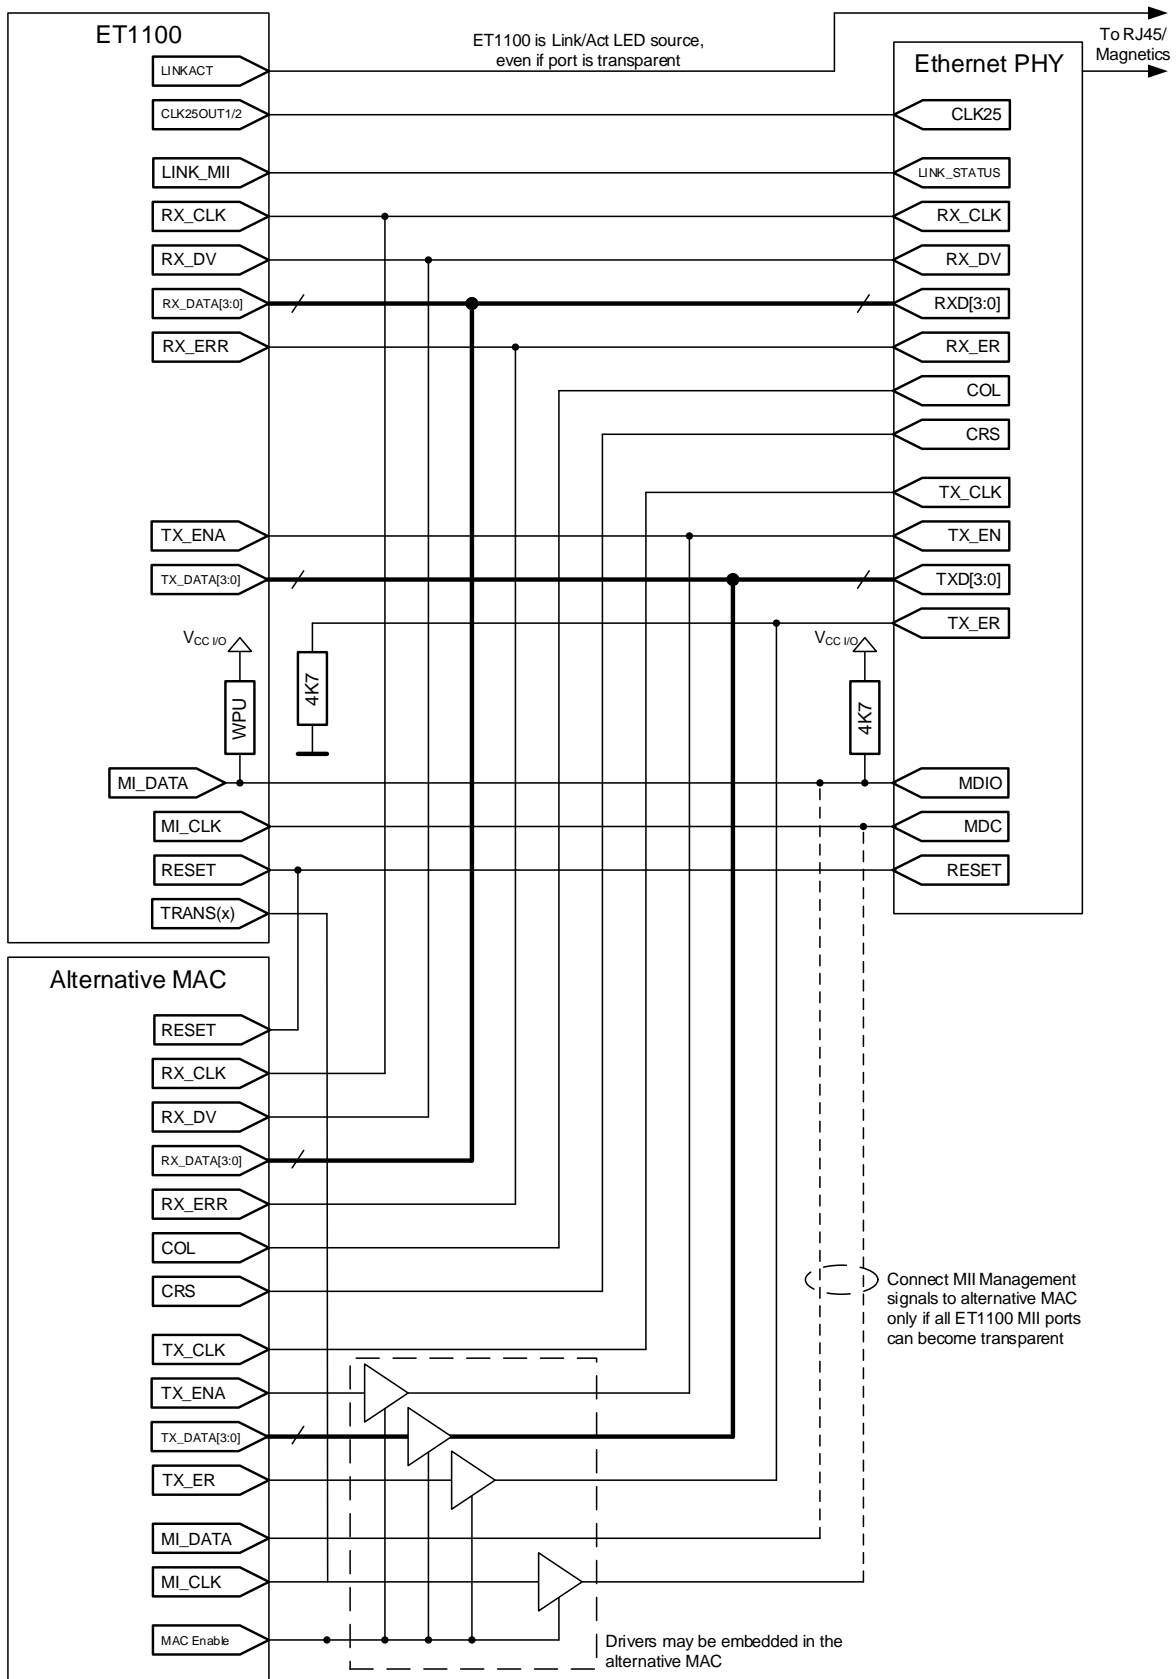 ET1100
ET1100 is Link/Act LED source,
even if port is transparent
To RJ45/
Magnetics
Ethernet PHY
LINKACT
CLK25OUT1/2
CLK25
LINK_MII
LINK_STATUS
RX_CLK
RX_CLK
RX_DV
RX_DV
RX_DATA[3:0]
RXD[3:0]
RX_ERR
RX_ER
COL
CRS
TX_CLK
TX_ENA
TX_EN
TX_DATA[3:0]
TXD[3:0]
TX_ER
VCC I/O
VCC I/O
WPU
4K7
4K7
MI_DATA
MDIO
MI_CLK
MDC
RESET
RESET
TRANS(x)
Alternative MAC
RESET
RX_CLK
RX_DV
RX_DATA[3:0]
RX_ERR
COL
CRS
Connect MII Management
signals to alternative MAC
only if all ET1100 MII ports
can become transparent
TX_CLK
TX_ENA
TX_DATA[3:0]
TX_ER
MI_DATA
MI_CLK
MAC Enable
Drivers may be embedded in the
alternative MAC